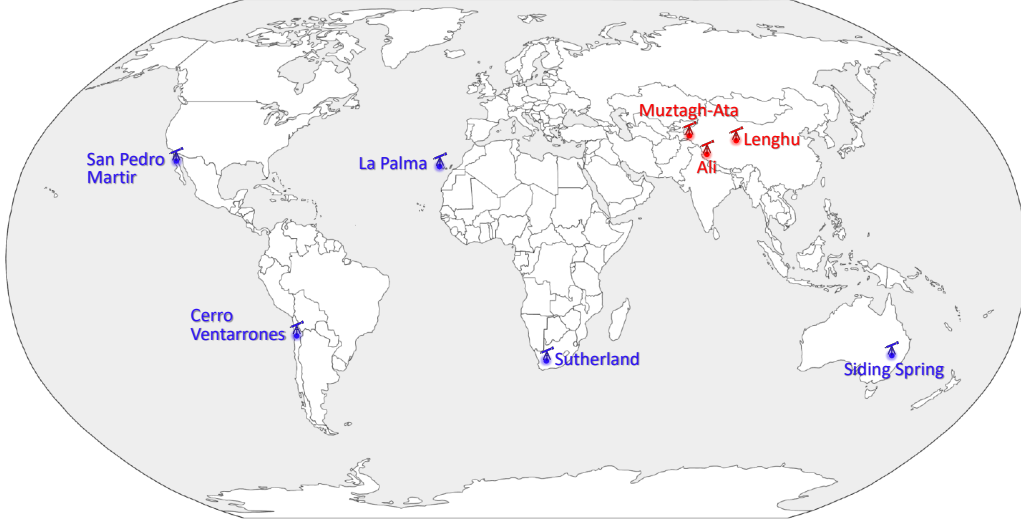 Muztagh-Ata
Lenghu
Ali
San Pedro
Martir
La Palma
Cerro
Ventarrones
Sutherland
Siding Spring